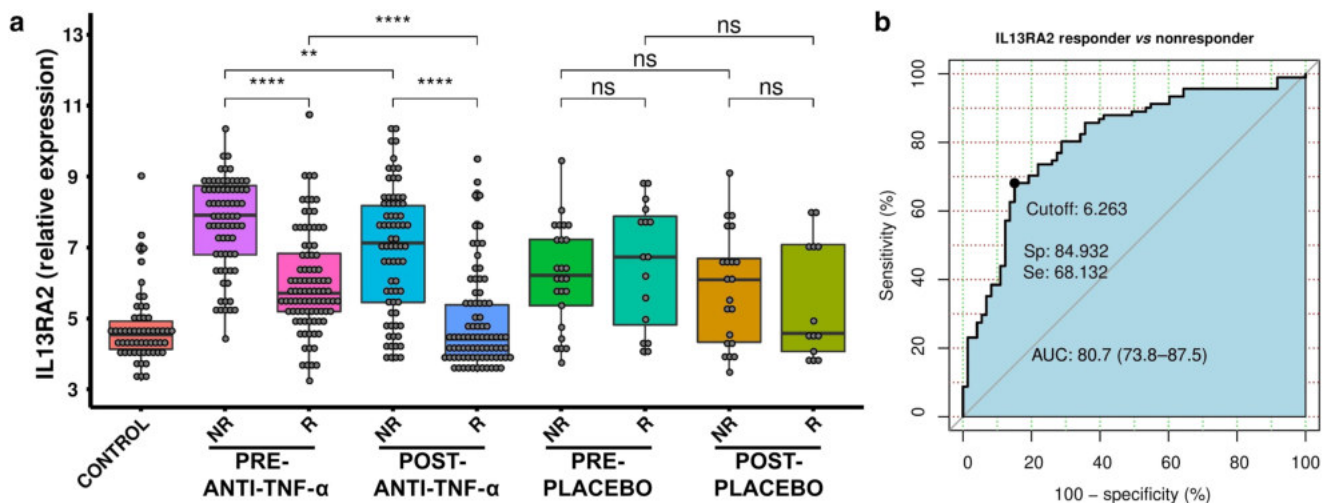 a
IL13RA2 (relative expression)
13
11
9
7
5
3
****
**
****
****
ns
ns
ns
ns
CONTROL
NR
R
NR
R
NR
R
NR
R
PRE-
ANTI-TNF-α
POST-
ANTI-TNF-α
PRE-
PLACEBO
POST-
PLACEBO
b
IL13RA2 responder vs nonresponder
Sensitivity (%)
100
80
60
40
20
0
Cutoff: 6.263
Sp: 84.932
Se: 68.132
AUC: 80.7 (73.8–87.5)
0 20 40 60 80 100
100 – specificity (%)